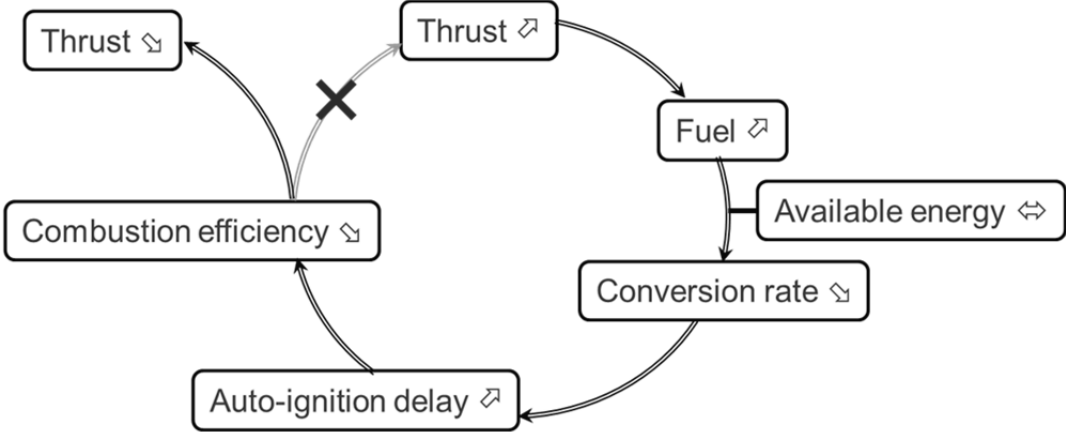 Thrust ⬂
Thrust ⬀
Fuel ⬀
Available energy ⬄
Combustion efficiency ⬂
Conversion rate ⬂
Auto-ignition delay ⬀